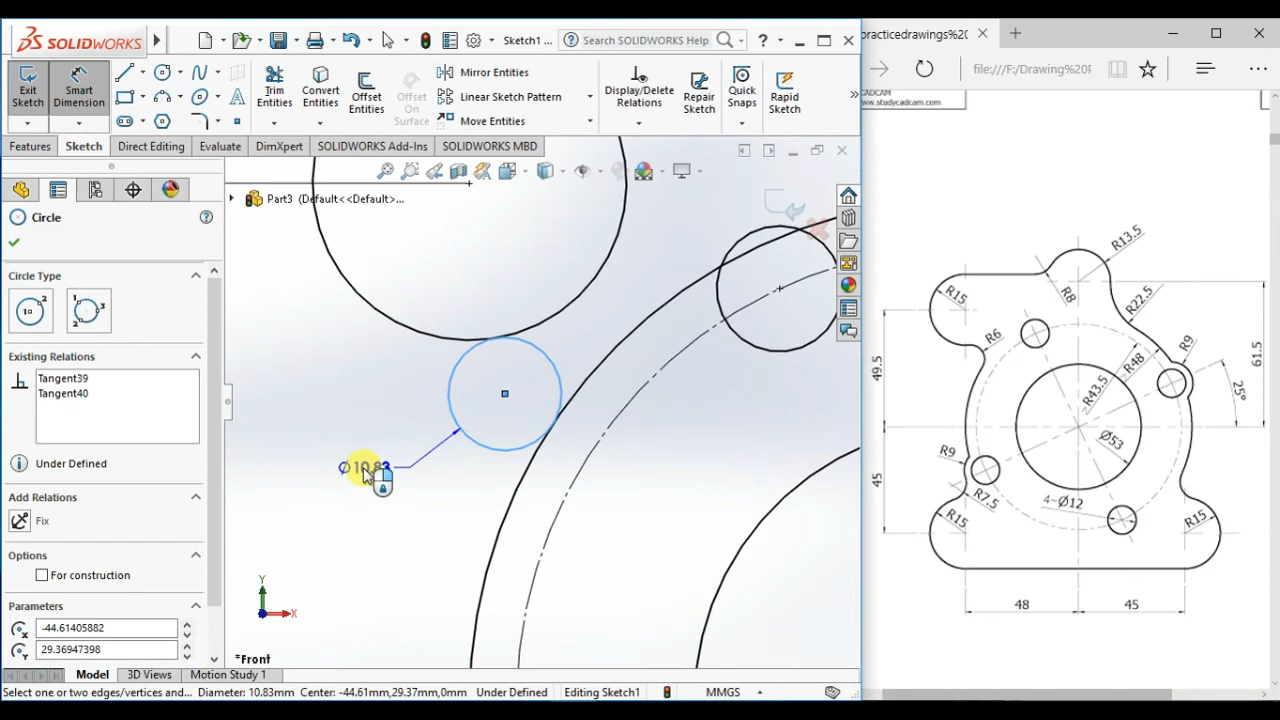 SOLIDWORKS
Sketch1 ...
Search SOLIDWORKS Help
?
Exit Sketch
Smart Dimension
Trim Entities
Convert Entities
Offset Entities
Offset On Surface
Mirror Entities
Linear Sketch Pattern
Move Entities
Display/Delete Relations
Repair Sketch
Quick Snaps
Rapid Sketch
Features
Sketch
Direct Editing
Evaluate
DimXpert
SOLIDWORKS Add-Ins
SOLIDWORKS MBD
Part3 (Default<<Default>...
Circle
Circle Type
Existing Relations
Tangent39
Tangent40
Under Defined
Add Relations
Fix
Options
For construction
Parameters
-44.61405882
29.36947398
Ø10.83
Y
X
*Front
Model
3D Views
Motion Study 1
Select one or two edges/vertices and...
Diameter: 10.83mm
Center: -44.61mm,29.37mm,0mm
Under Defined
Editing Sketch1
MMGS
practicedrawings%20
file:///F:/Drawing%20F
CADCAM
www.studycadcam.com
R13.5
R15
R8
R22.5
R6
R9
R48
R43.5
61.5
49.5
25°
Ø53
R9
45
R7.5
4-Ø12
R15
R15
48
45